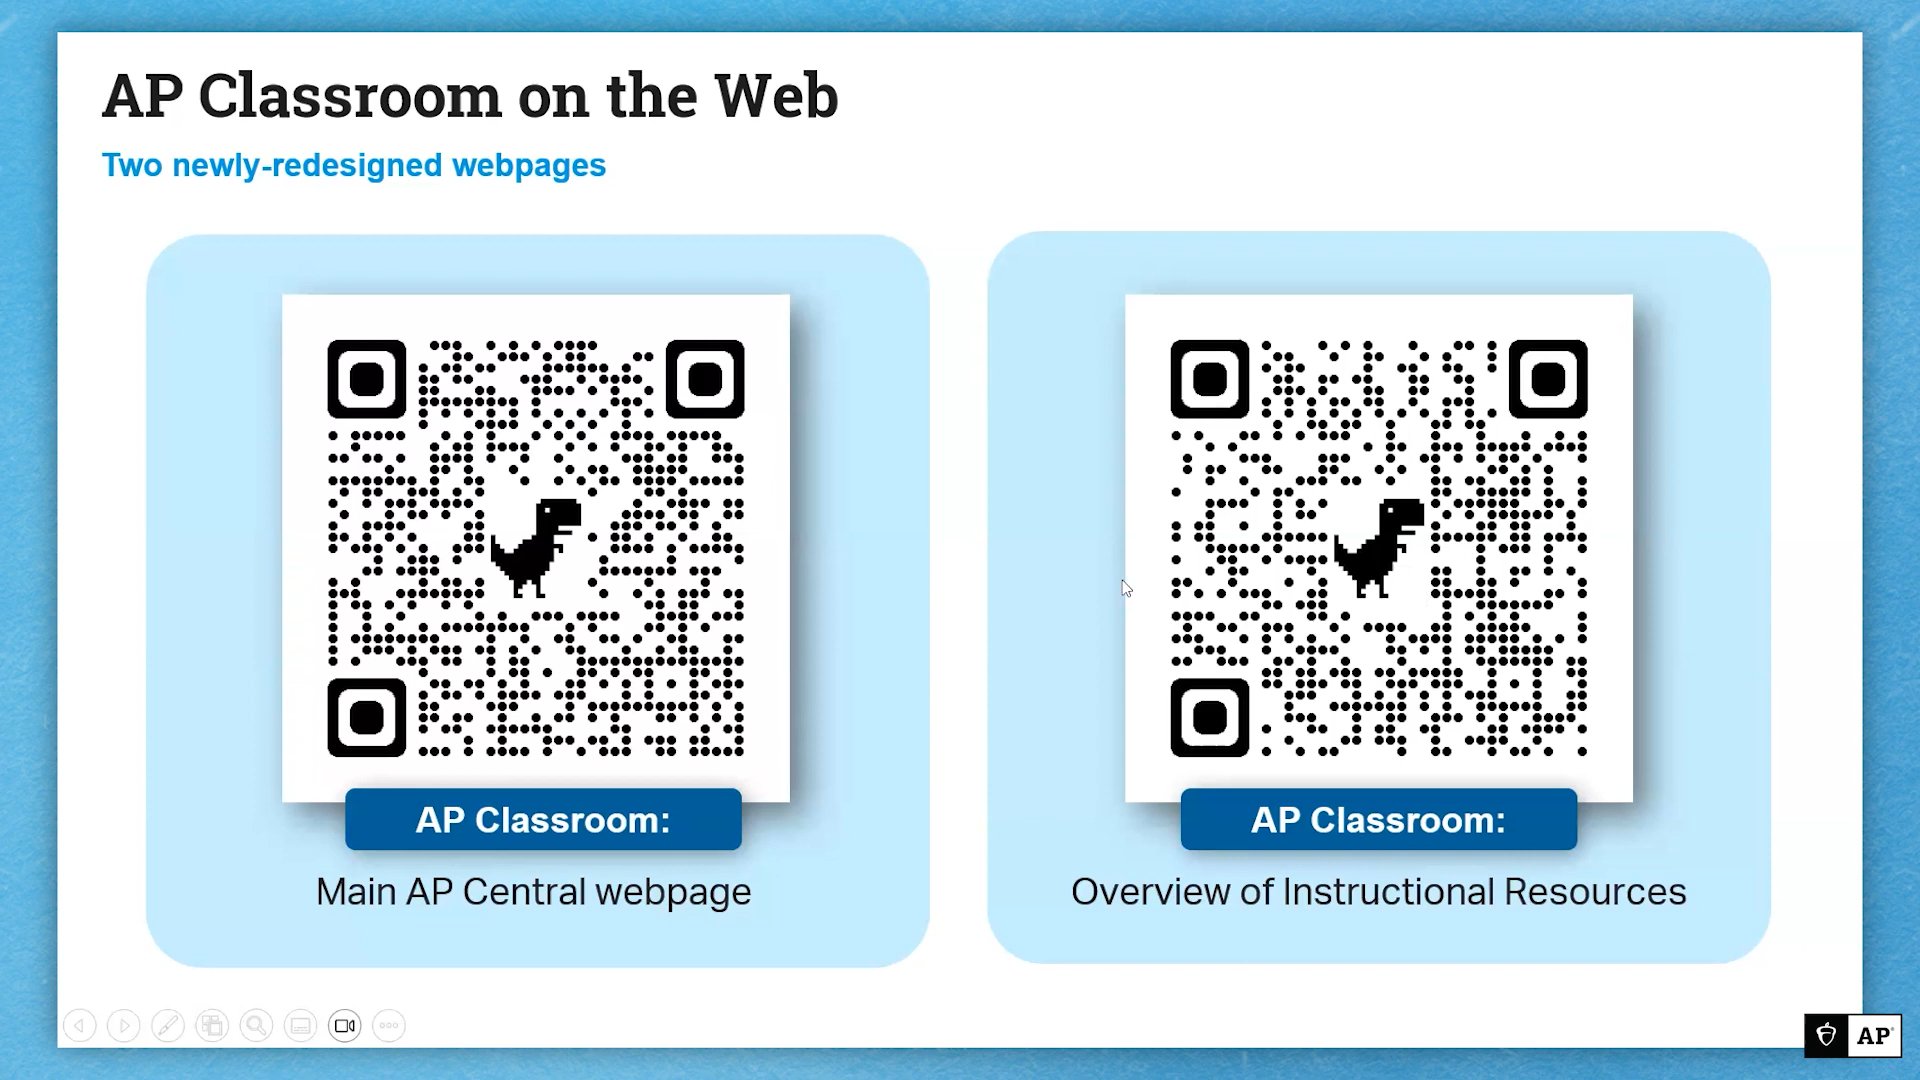 AP Classroom on the Web
Two newly-redesigned webpages
AP Classroom:
Main AP Central webpage
AP Classroom:
Overview of Instructional Resources
AP